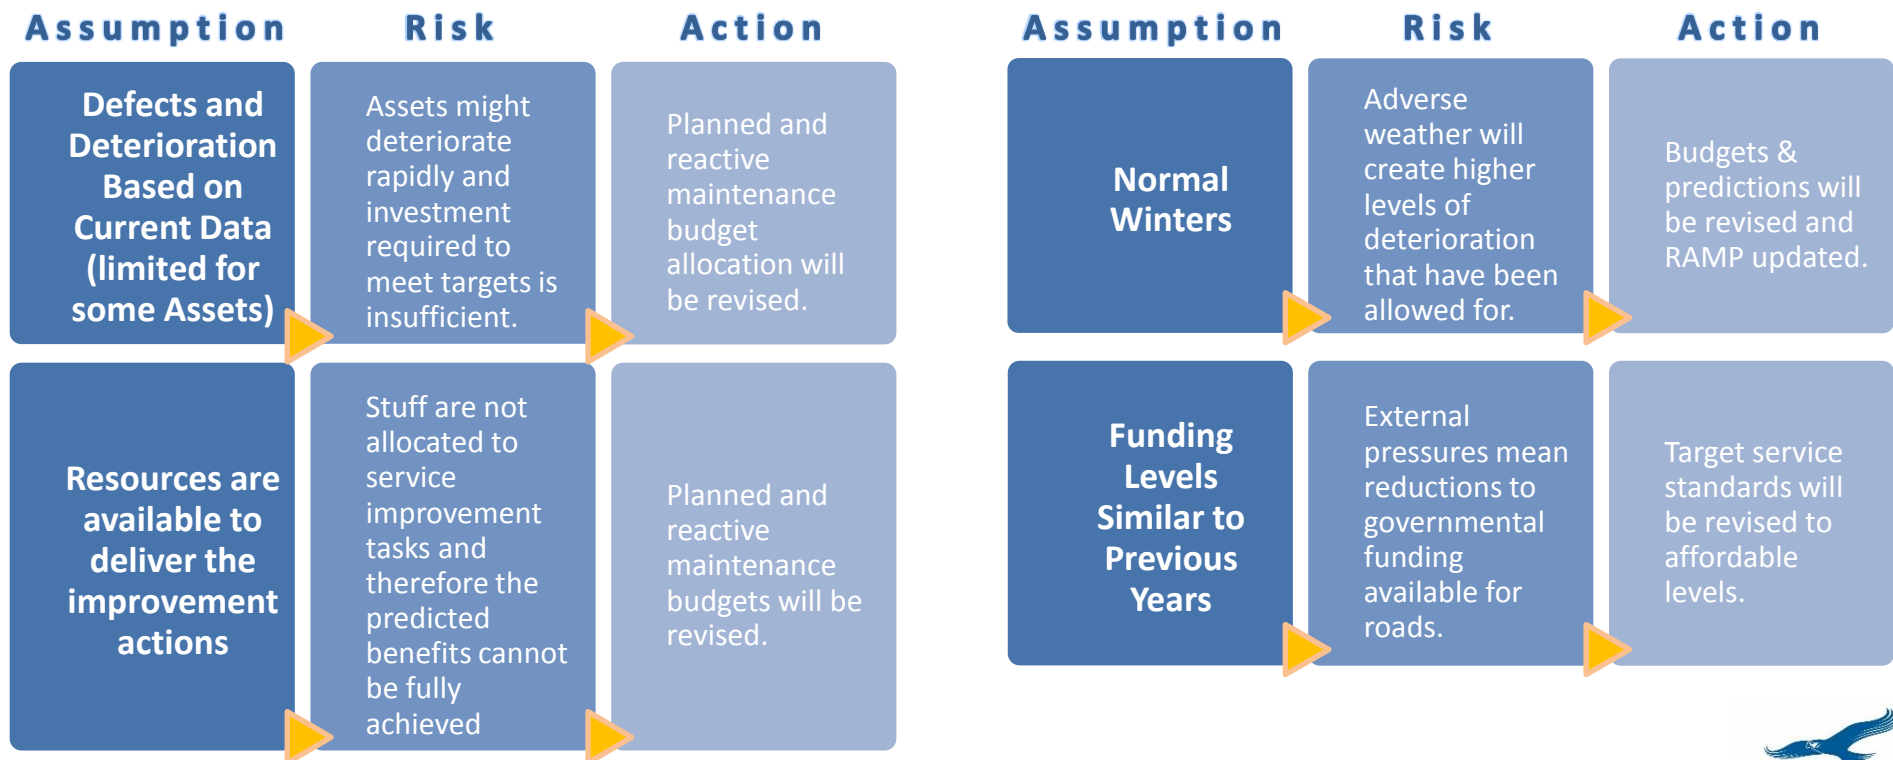 Assumption
Risk
Action
Defects and
Deterioration
Based on
Current Data
(limited for
some Assets)
Assets might
deteriorate
rapidly and
investment
required to
meet targets is
insufficient.
Planned and
reactive
maintenance
budget
allocation will
be revised.
Resources are
available to
deliver the
improvement
actions
Stuff are not
allocated to
service
improvement
tasks and
therefore the
predicted
benefits cannot
be fully
achieved
Planned and
reactive
maintenance
budgets will be
revised.
Assumption
Risk
Action
Normal
Winters
Adverse
weather will
create higher
levels of
deterioration
that have been
allowed for.
Budgets &
predictions will
be revised and
RAMP updated.
Funding
Levels
Similar to
Previous
Years
External
pressures mean
reductions to
governmental
funding
available for
roads.
Target service
standards will
be revised to
affordable
levels.